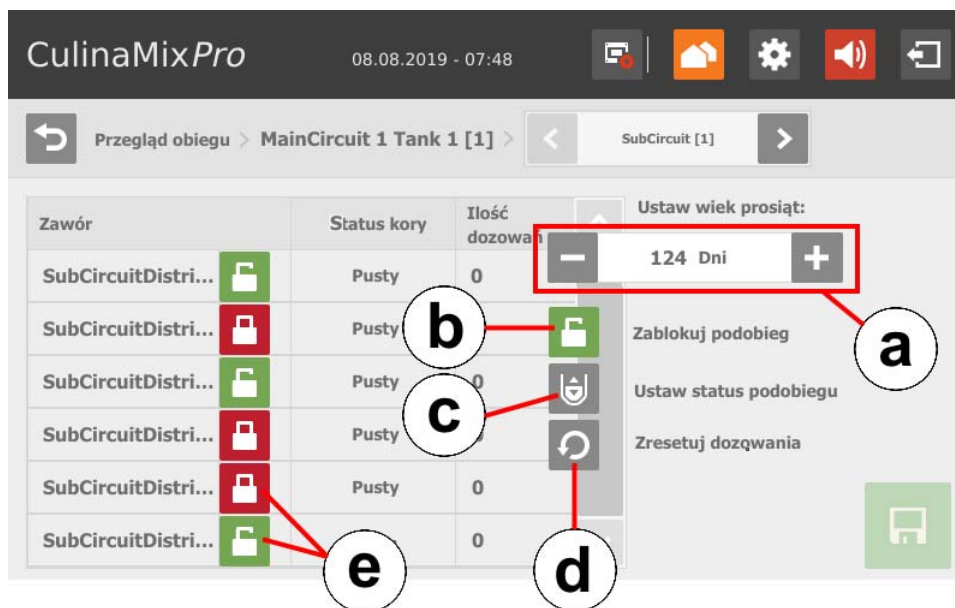 CulinaMixPro
08.08.2019 - 07:48
Przegląd obiegu > MainCircuit 1 Tank 1 [1] >
SubCircuit [1]
Zawór
Status kory
Ilość
dozowań
Ustaw wiek prosiąt:
124 Dni
SubCircuitDistri... Pusty 0
SubCircuitDistri... Pusty
SubCircuitDistri... Pusty 0
SubCircuitDistri... Pusty
SubCircuitDistri... Pusty 0
SubCircuitDistri... 0
Zablokuj podobieg
Ustaw status podobiegu
Zresetuj dozowania
a
b
c
d
e